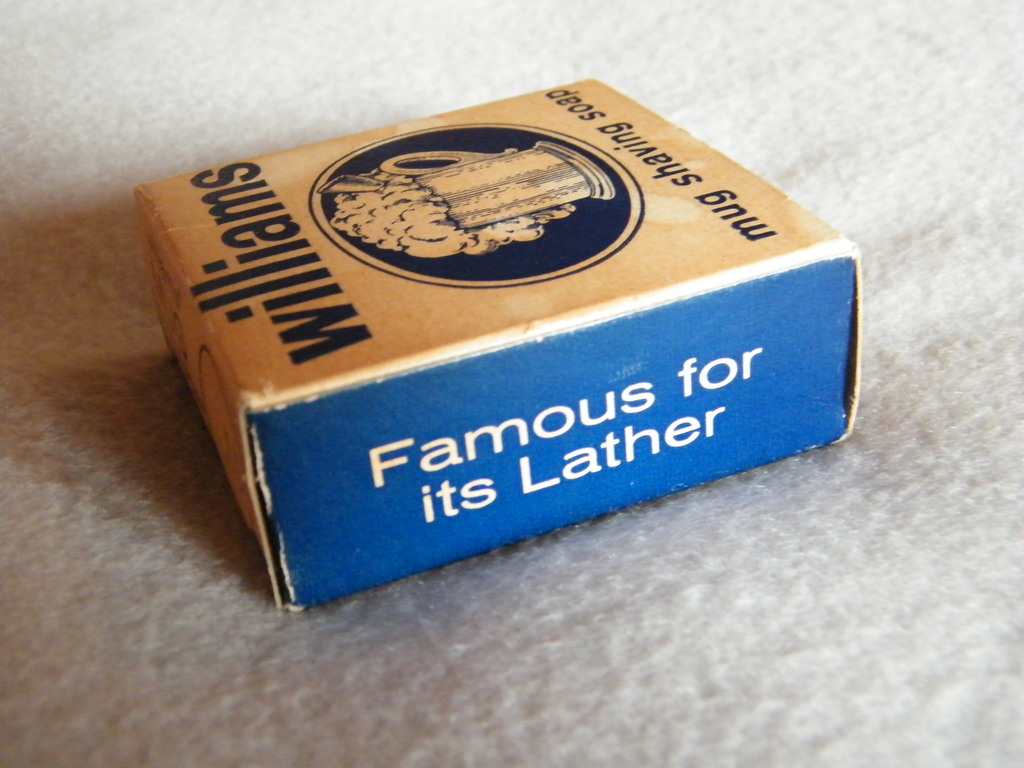 williams
mug shaving soap
Famous for
its Lather